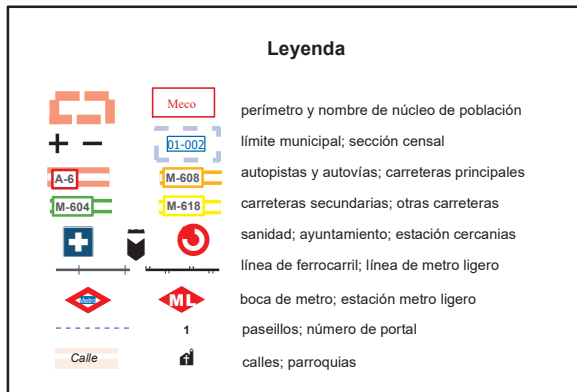 Leyenda
Meco perímetro y nombre de núcleo de población
01-002 límite municipal; sección censal
A-6 M-608 autopistas y autovías; carreteras principales
M-604 M-618 carreteras secundarias; otras carreteras
sanidad; ayuntamiento; estación cercanias
línea de ferrocarril; línea de metro ligero
Metro ML boca de metro; estación metro ligero
1 paseillos; número de portal
Calle calles; parroquias